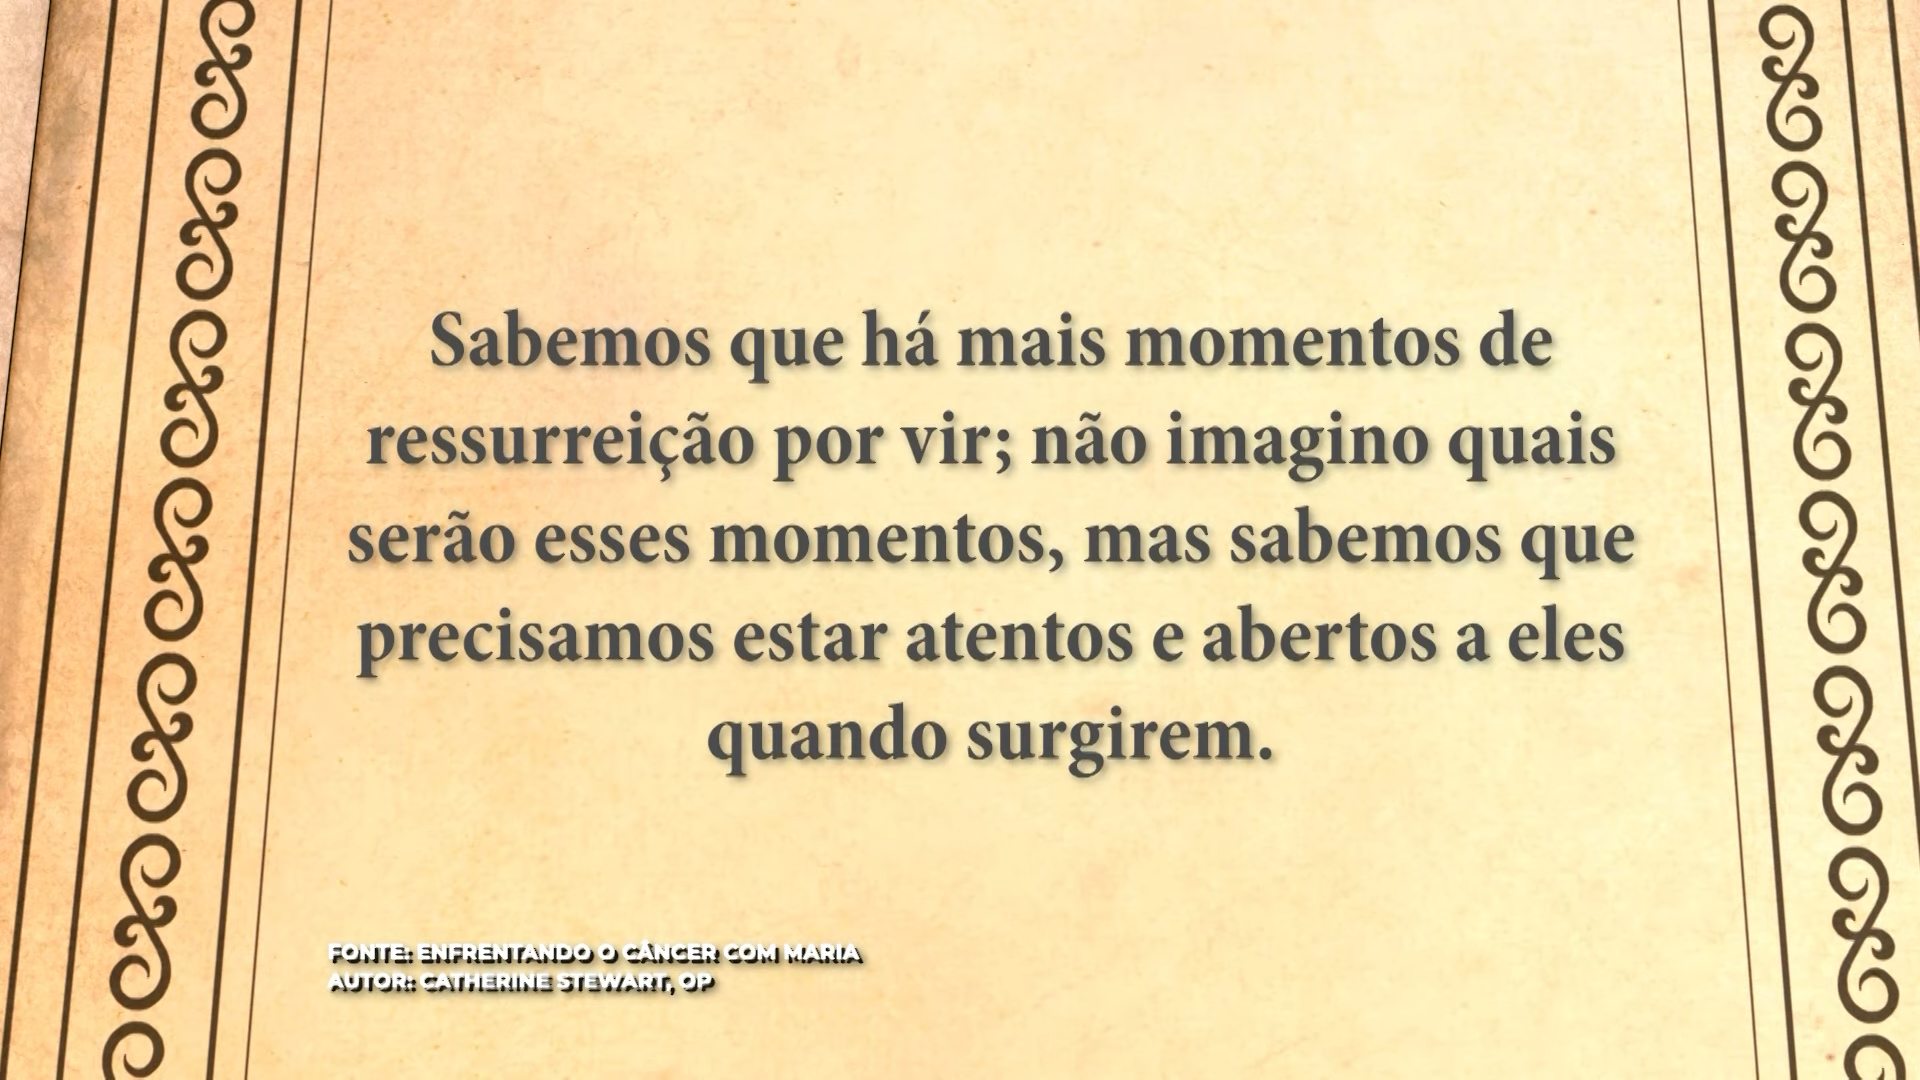 Sabemos que há mais momentos de
ressurreição por vir; não imagino quais
serão esses momentos, mas sabemos que
precisamos estar atentos e abertos a eles
quando surgirem.
FONTE: ENFRENTANDO O CÂNCER COM MARIA
AUTOR: CATHERINE STEWART, OP